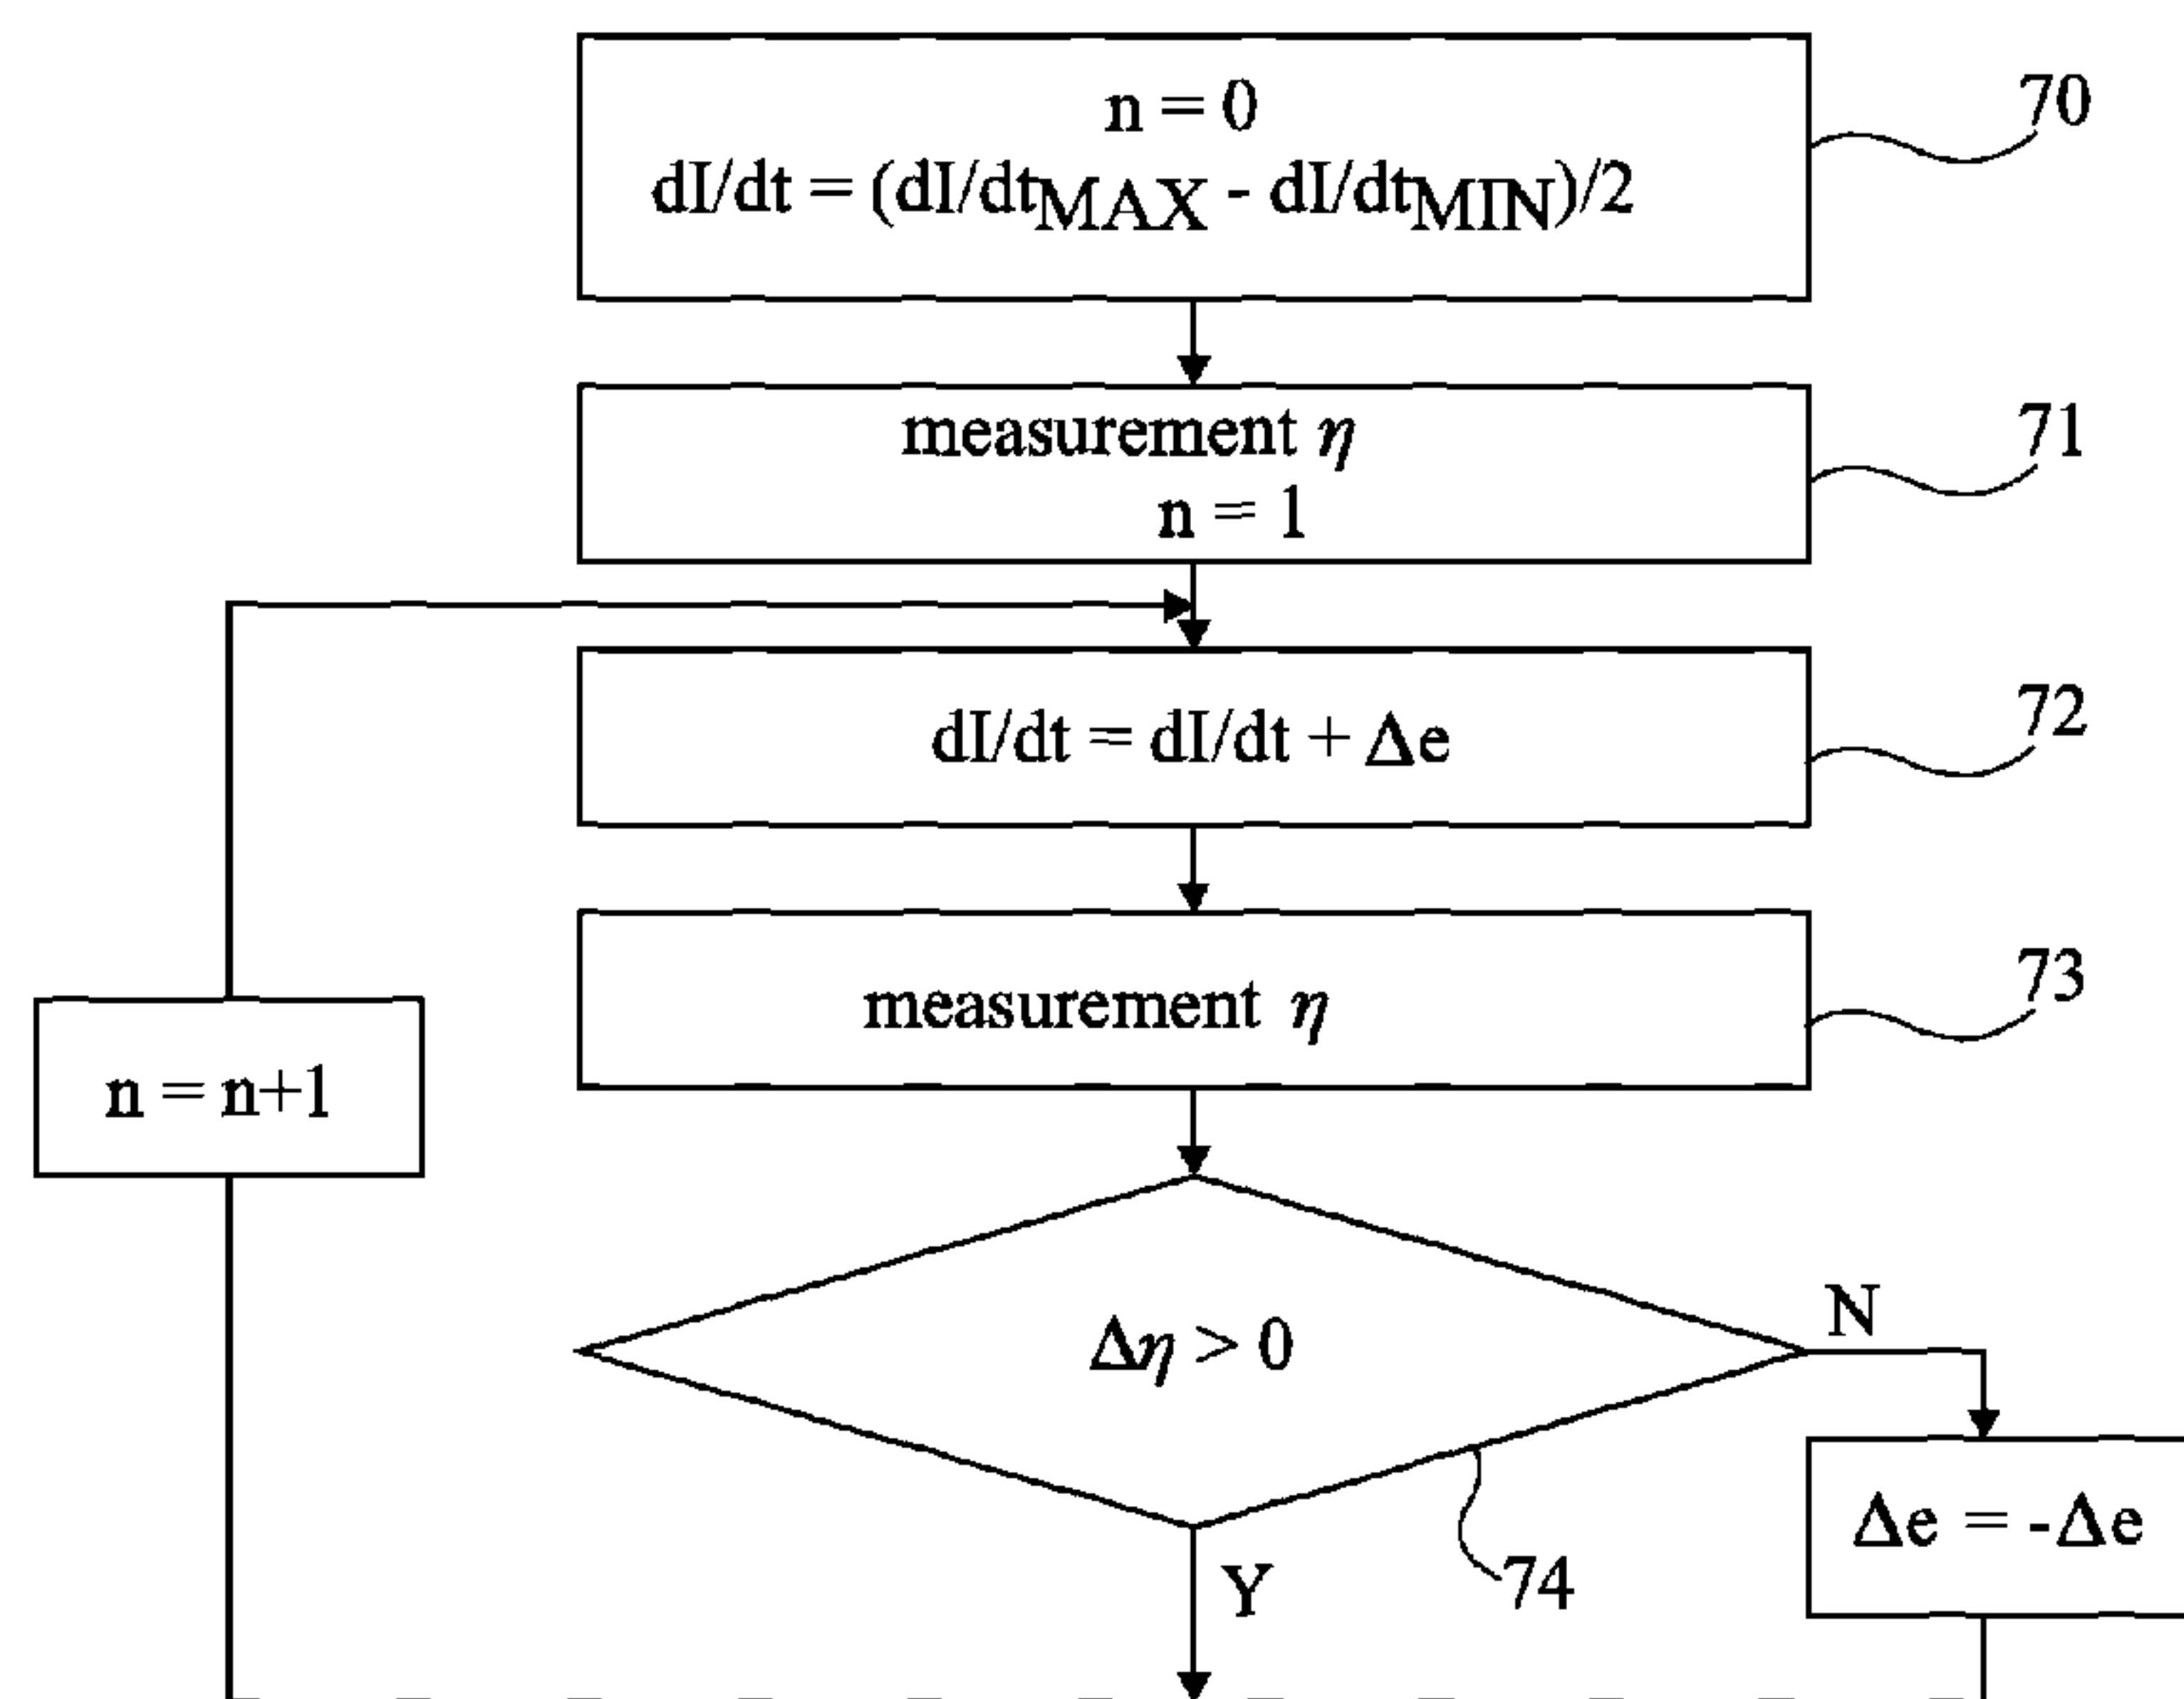 n = 0
dI/dt = (dI/dtMAX - dI/dtMIN)/2
70
measurement η
n = 1
71
dI/dt = dI/dt + Δe
72
measurement η
73
n = n+1
Δη > 0
N
Δe = -Δe
Y
74